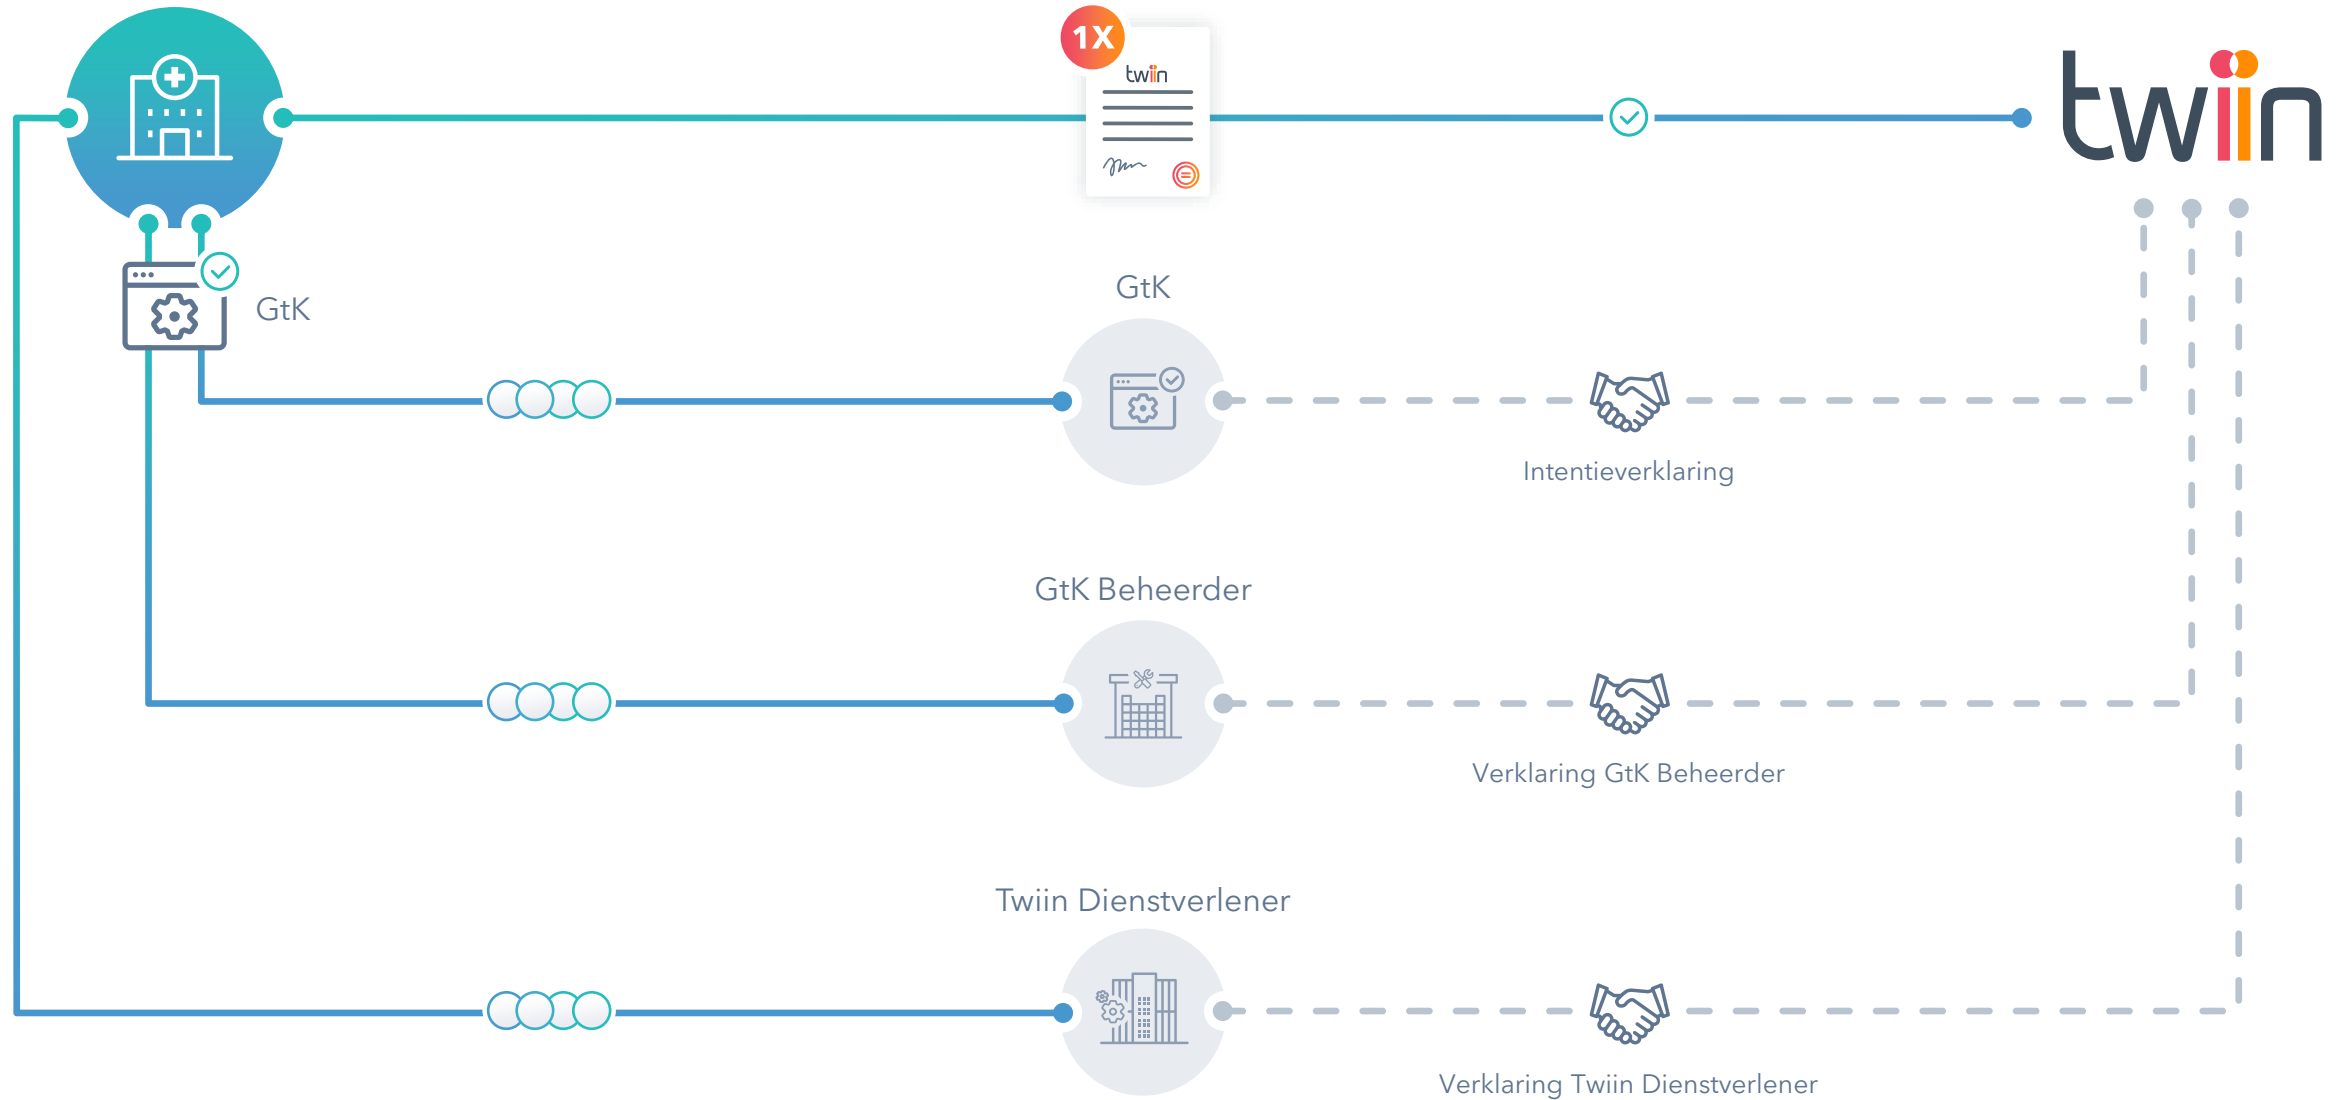 1X
twiin
twiin
GtK
GtK
Intentieverklaring
GtK Beheerder
Verklaring GtK Beheerder
Twiin Dienstverlener
Verklaring Twiin Dienstverlener